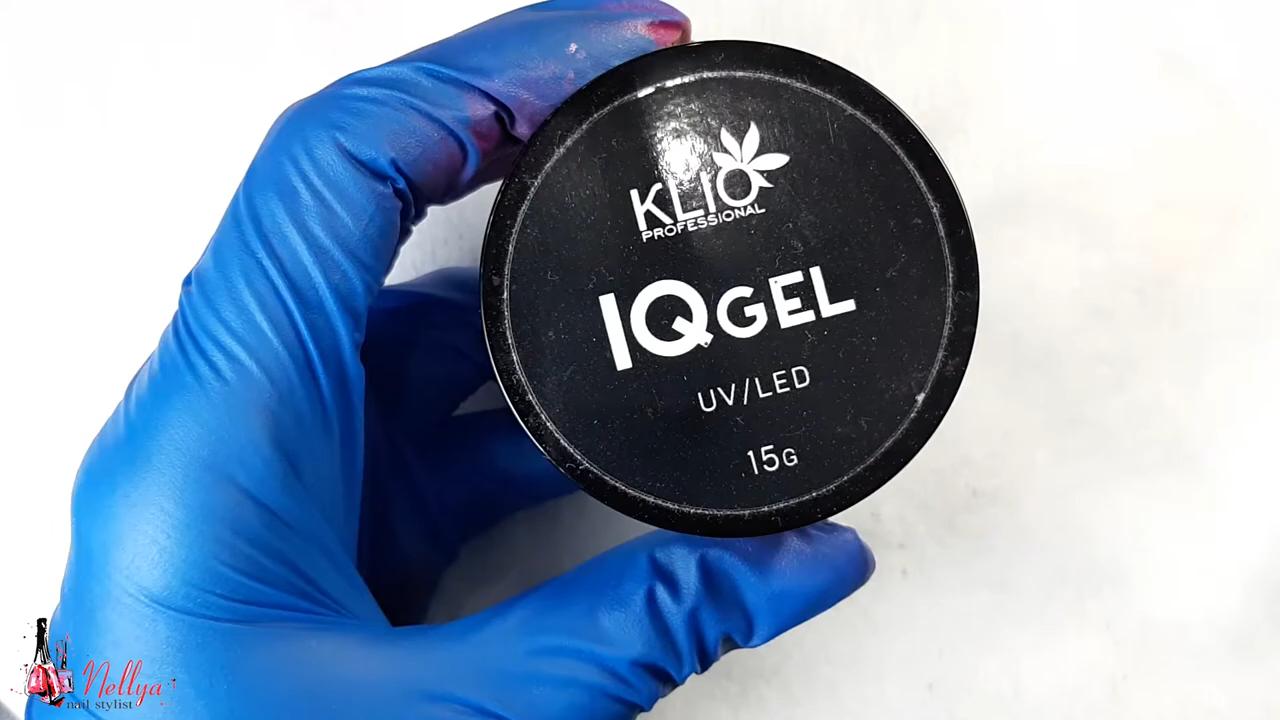 KLIO
PROFESSIONAL
IQGEL
UV/LED
15G
Nellya
nail stylist